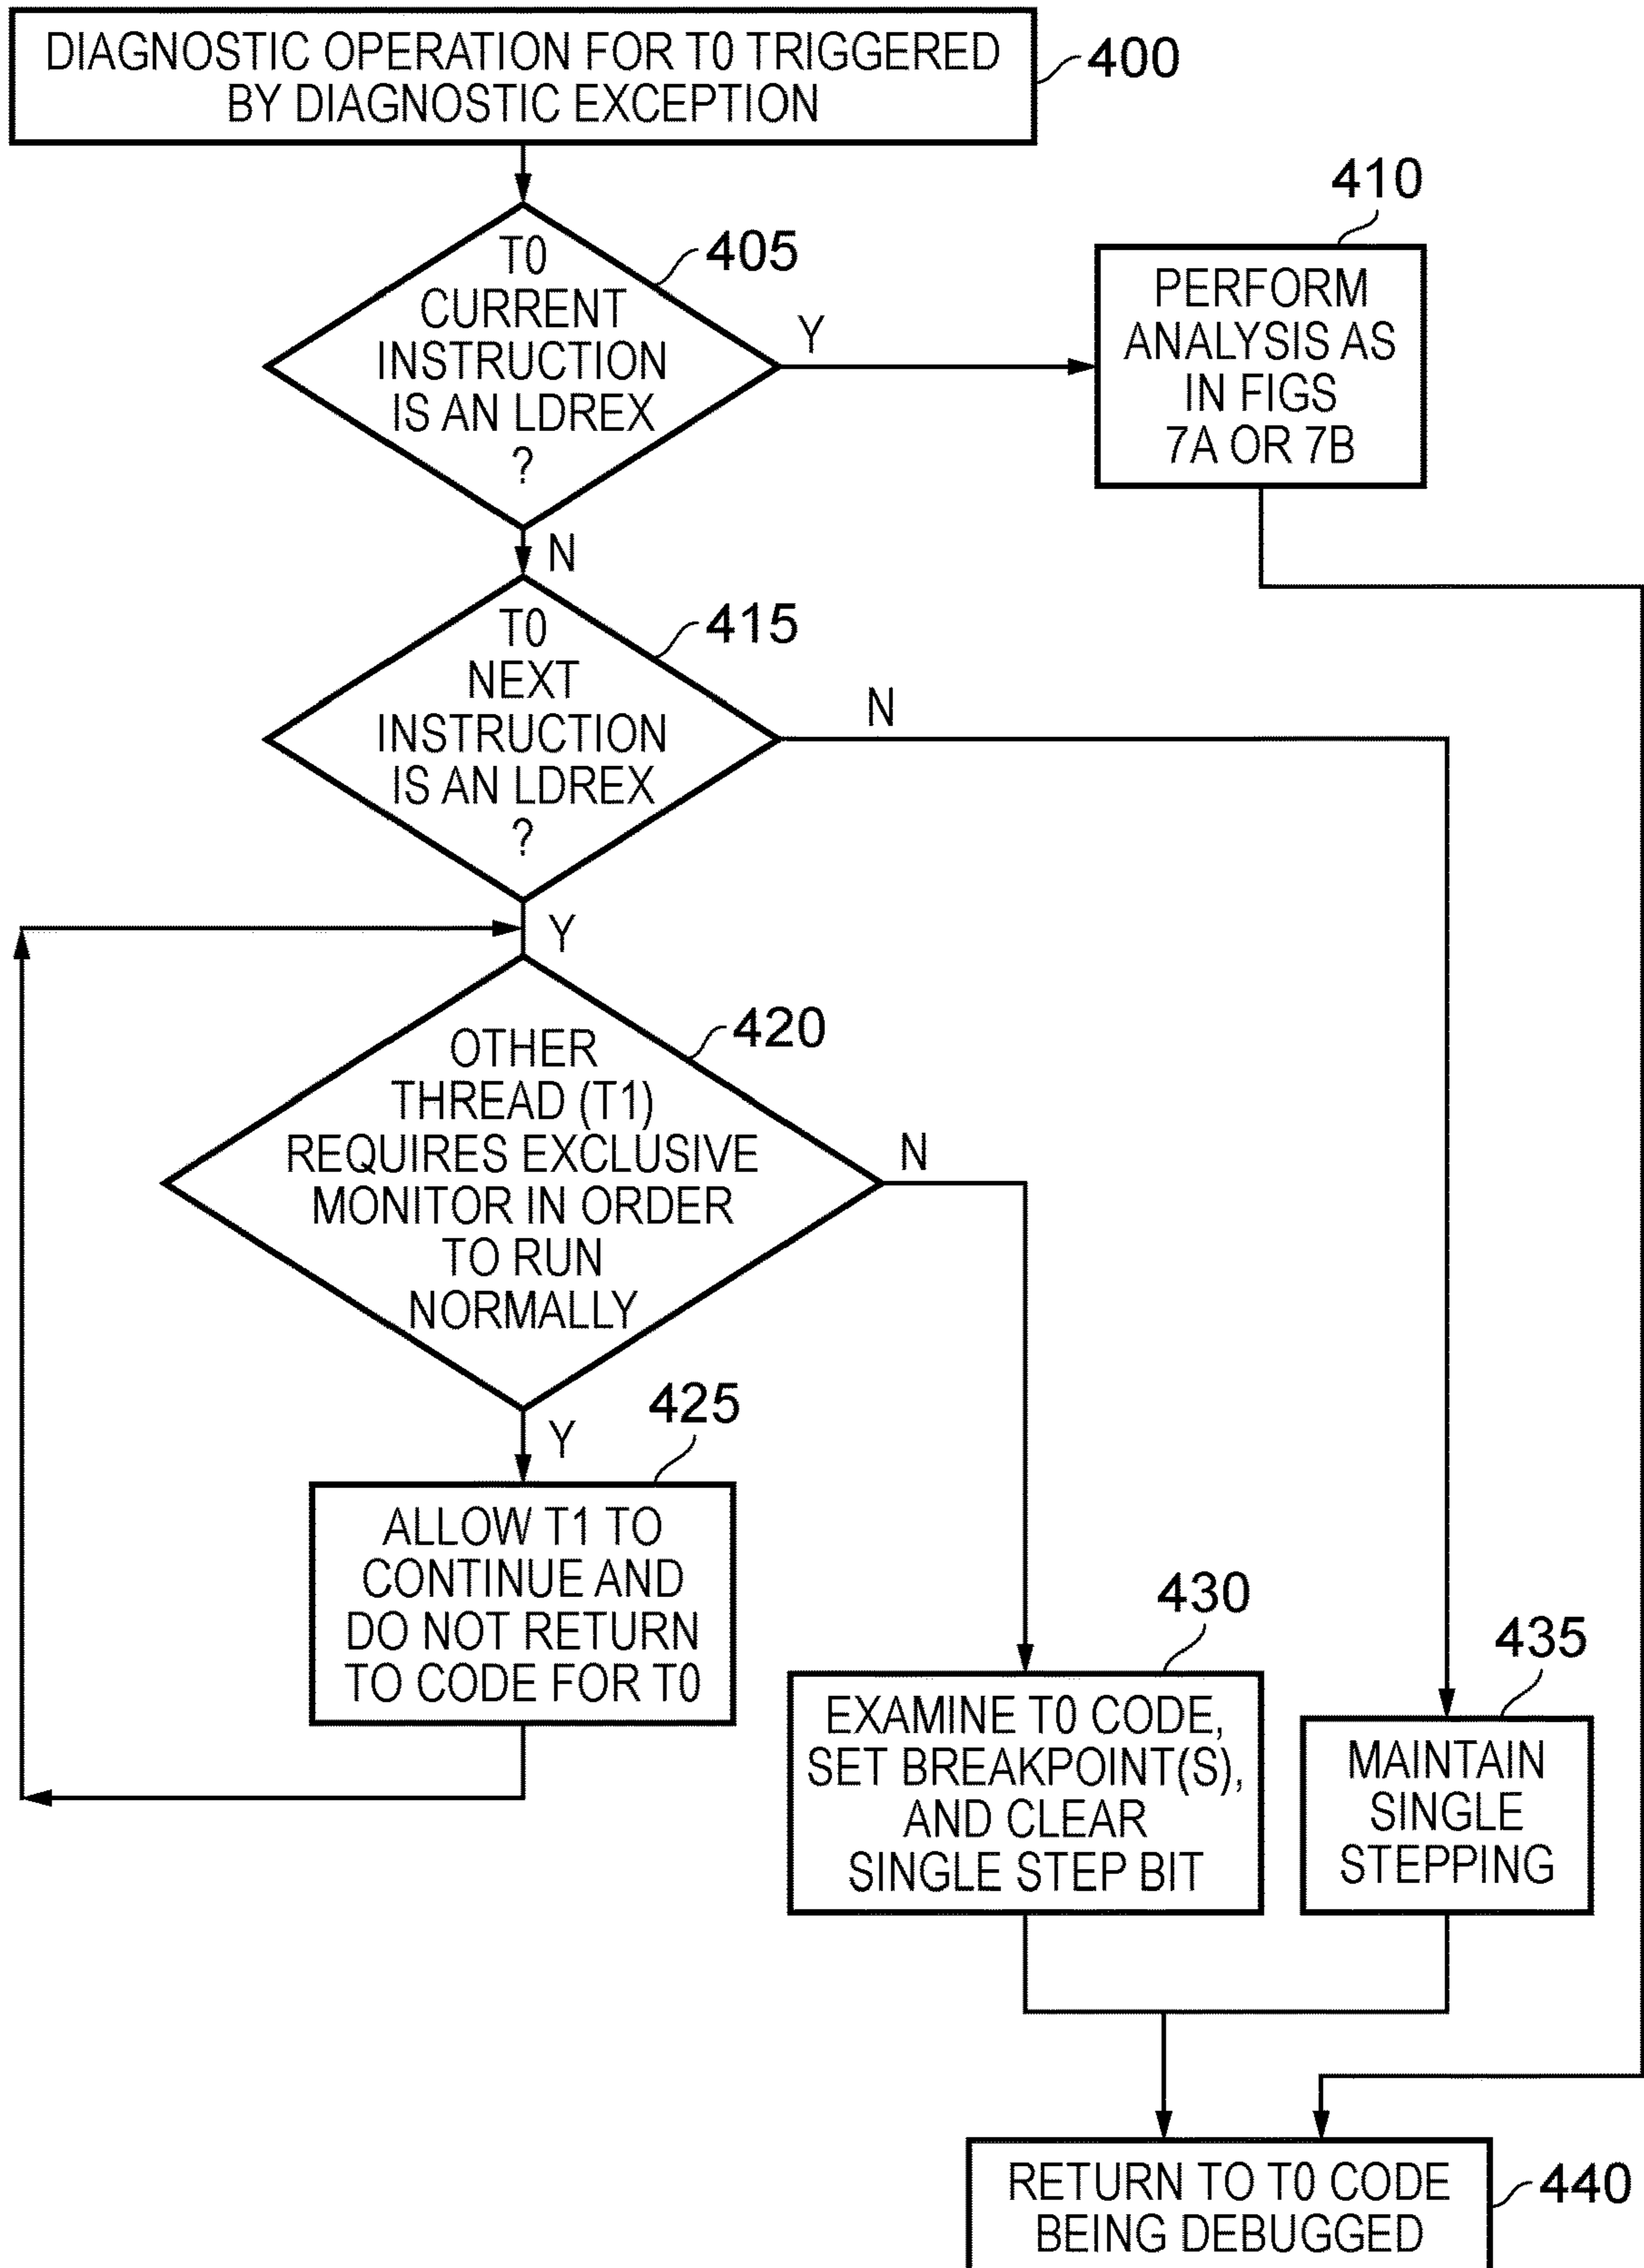 DIAGNOSTIC OPERATION FOR T0 TRIGGERED
BY DIAGNOSTIC EXCEPTION
400
T0
CURRENT
INSTRUCTION
IS AN LDREX
?
405
Y
410
PERFORM
ANALYSIS AS
IN FIGS
7A OR 7B
N
T0
NEXT
INSTRUCTION
IS AN LDREX
?
415
N
Y
OTHER
THREAD (T1)
REQUIRES EXCLUSIVE
MONITOR IN ORDER
TO RUN
NORMALLY
420
N
Y
425
ALLOW T1 TO
CONTINUE AND
DO NOT RETURN
TO CODE FOR T0
430
EXAMINE T0 CODE,
SET BREAKPOINT(S),
AND CLEAR
SINGLE STEP BIT
435
MAINTAIN
SINGLE
STEPPING
RETURN TO T0 CODE
BEING DEBUGGED
440